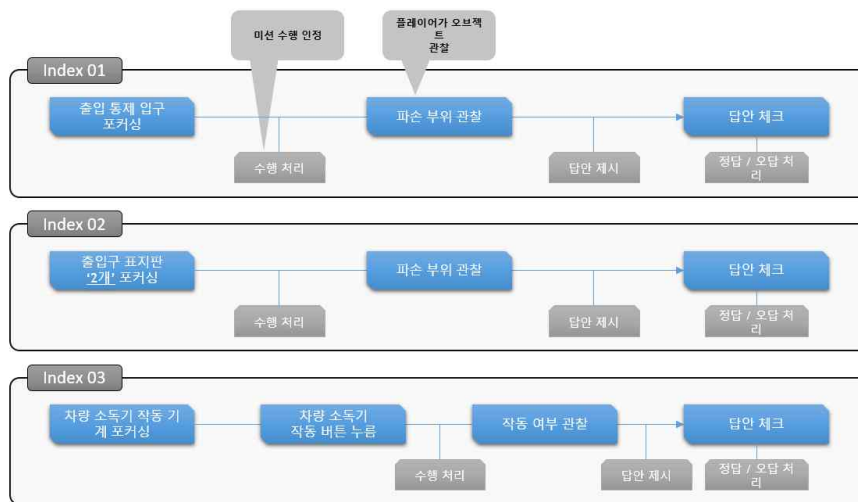 미션 수행 인정
플레이어가 오브잭
트
관찰
Index 01
출입 통제 입구
포커싱
파손 부위 관찰
답안 체크
수행 처리
답안 제시
정답 / 오답 처
리
Index 02
출입구 표지판
‘2개’ 포커싱
파손 부위 관찰
답안 체크
수행 처리
답안 제시
정답 / 오답 처
리
Index 03
차량 소독기 작동 기
계 포커싱
차량 소독기
작동 버튼 누름
작동 여부 관찰
답안 체크
수행 처리
답안 제시
정답 / 오답 처
리